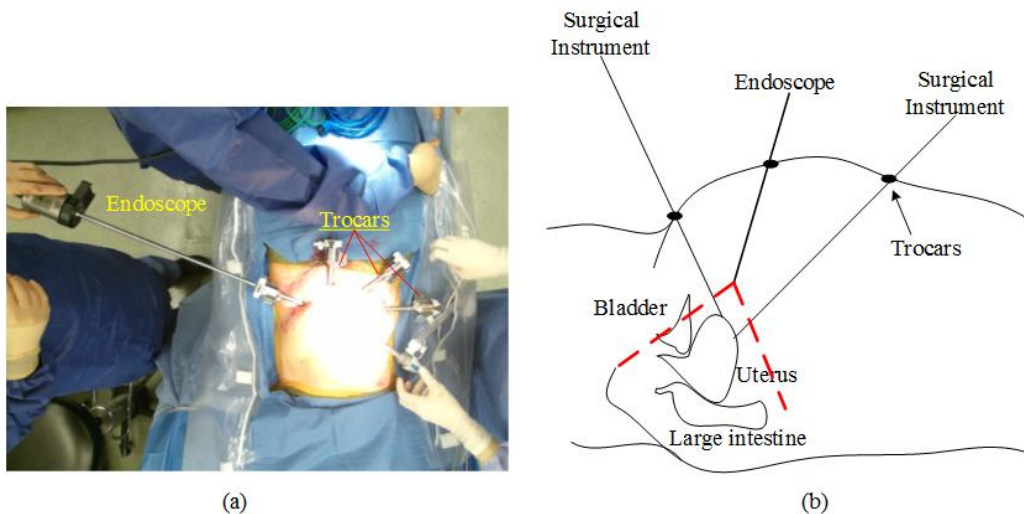 Endoscope
Trocars
(a)
Surgical
Instrument
Endoscope
Surgical
Instrument
Trocars
Bladder
Uterus
Large intestine
(b)